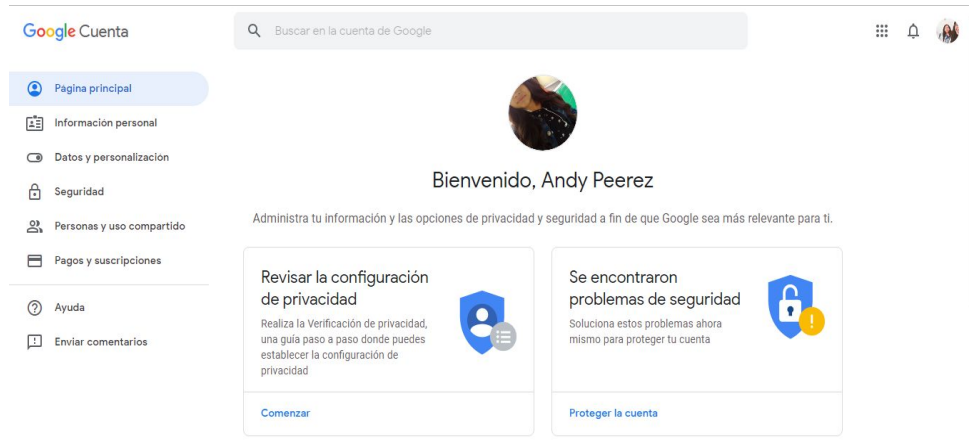 Google Cuenta
Buscar en la cuenta de Google
Página principal
Información personal
Datos y personalización
Seguridad
Personas y uso compartido
Pagos y suscripciones
Ayuda
Enviar comentarios
Bienvenido, Andy Peerez
Administra tu información y las opciones de privacidad y seguridad a fin de que Google sea más relevante para ti.
Revisar la configuración
de privacidad
Realiza la Verificación de privacidad,
una guía paso a paso donde puedes
establecer la configuración de
privacidad
Comenzar
Se encontraron
problemas de seguridad
Soluciona estos problemas ahora
mismo para proteger tu cuenta
Proteger la cuenta